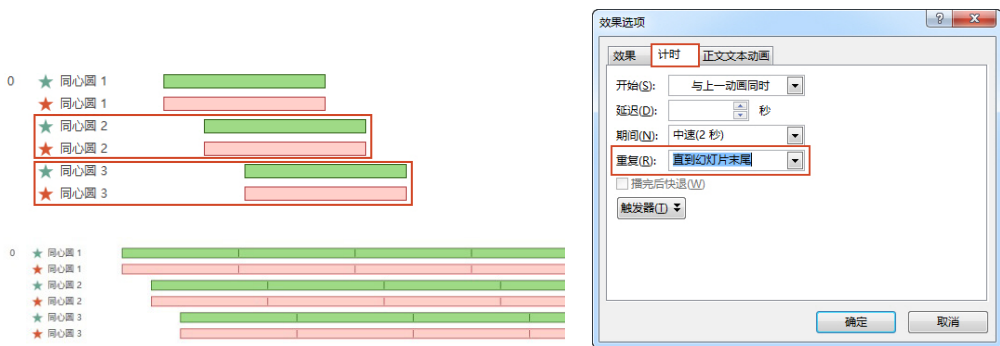 0 同心圆 1
同心圆 1
同心圆 2
同心圆 2
同心圆 3
同心圆 3
0 同心圆 1
同心圆 1
同心圆 2
同心圆 2
同心圆 3
同心圆 3
效果选项
效果 计时 正文文本动画
开始(S): 与上一动画同时
延迟(D): 秒
期间(N): 中速(2 秒)
重复(R): 直到幻灯片末尾
播完后快退(W)
触发器(T)
确定 取消